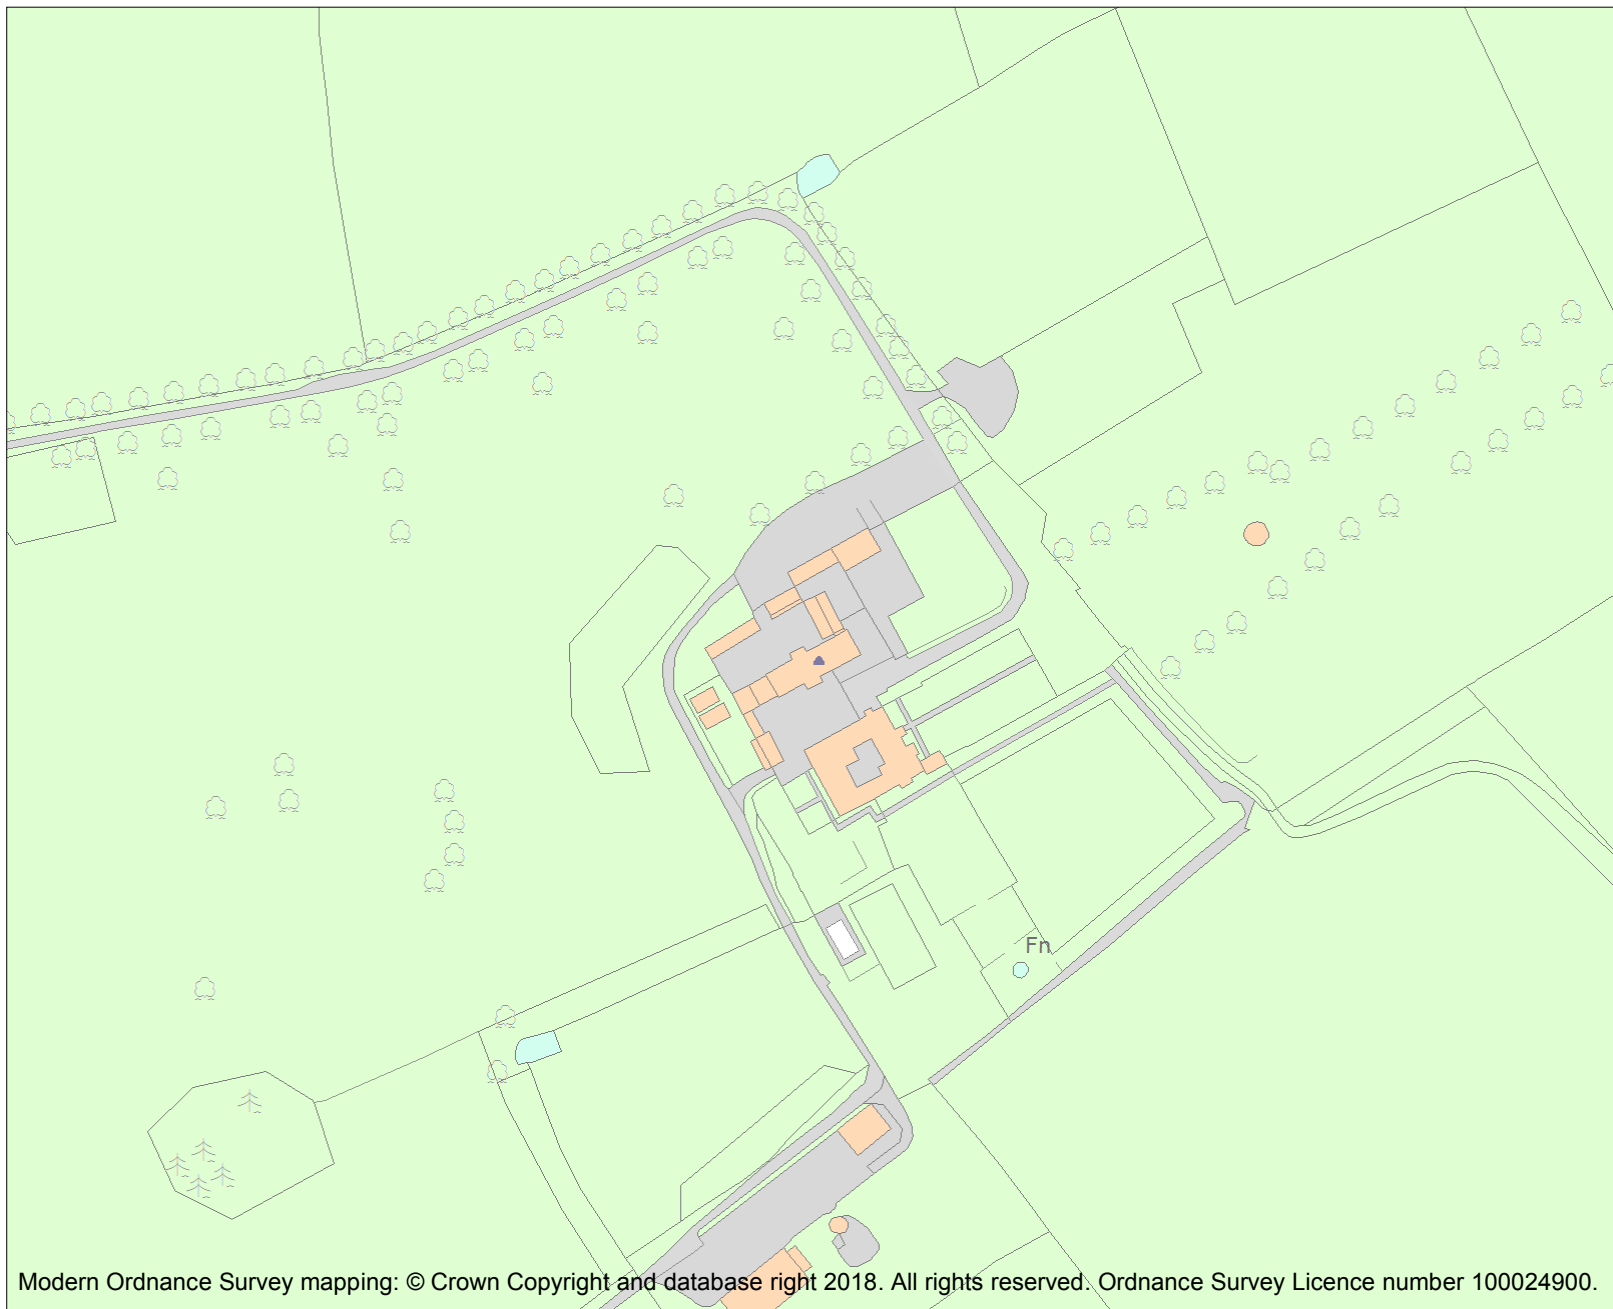 Fn
Modern Ordnance Survey mapping: © Crown Copyright and database right 2018. All rights reserved. Ordnance Survey Licence number 100024900.